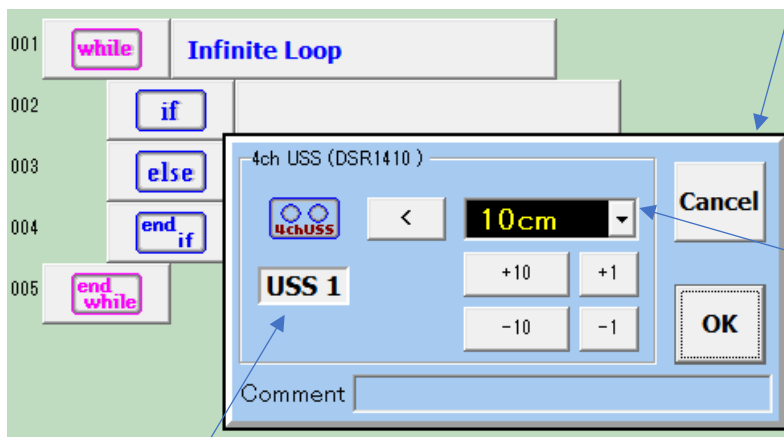 001 while Infinite Loop
002 if
003 else
004 end if
005 end while
4ch USS (DSR1410 )
4chUSS < 10cm
Cancel
USS 1
+10 +1
-10 -1
OK
Comment